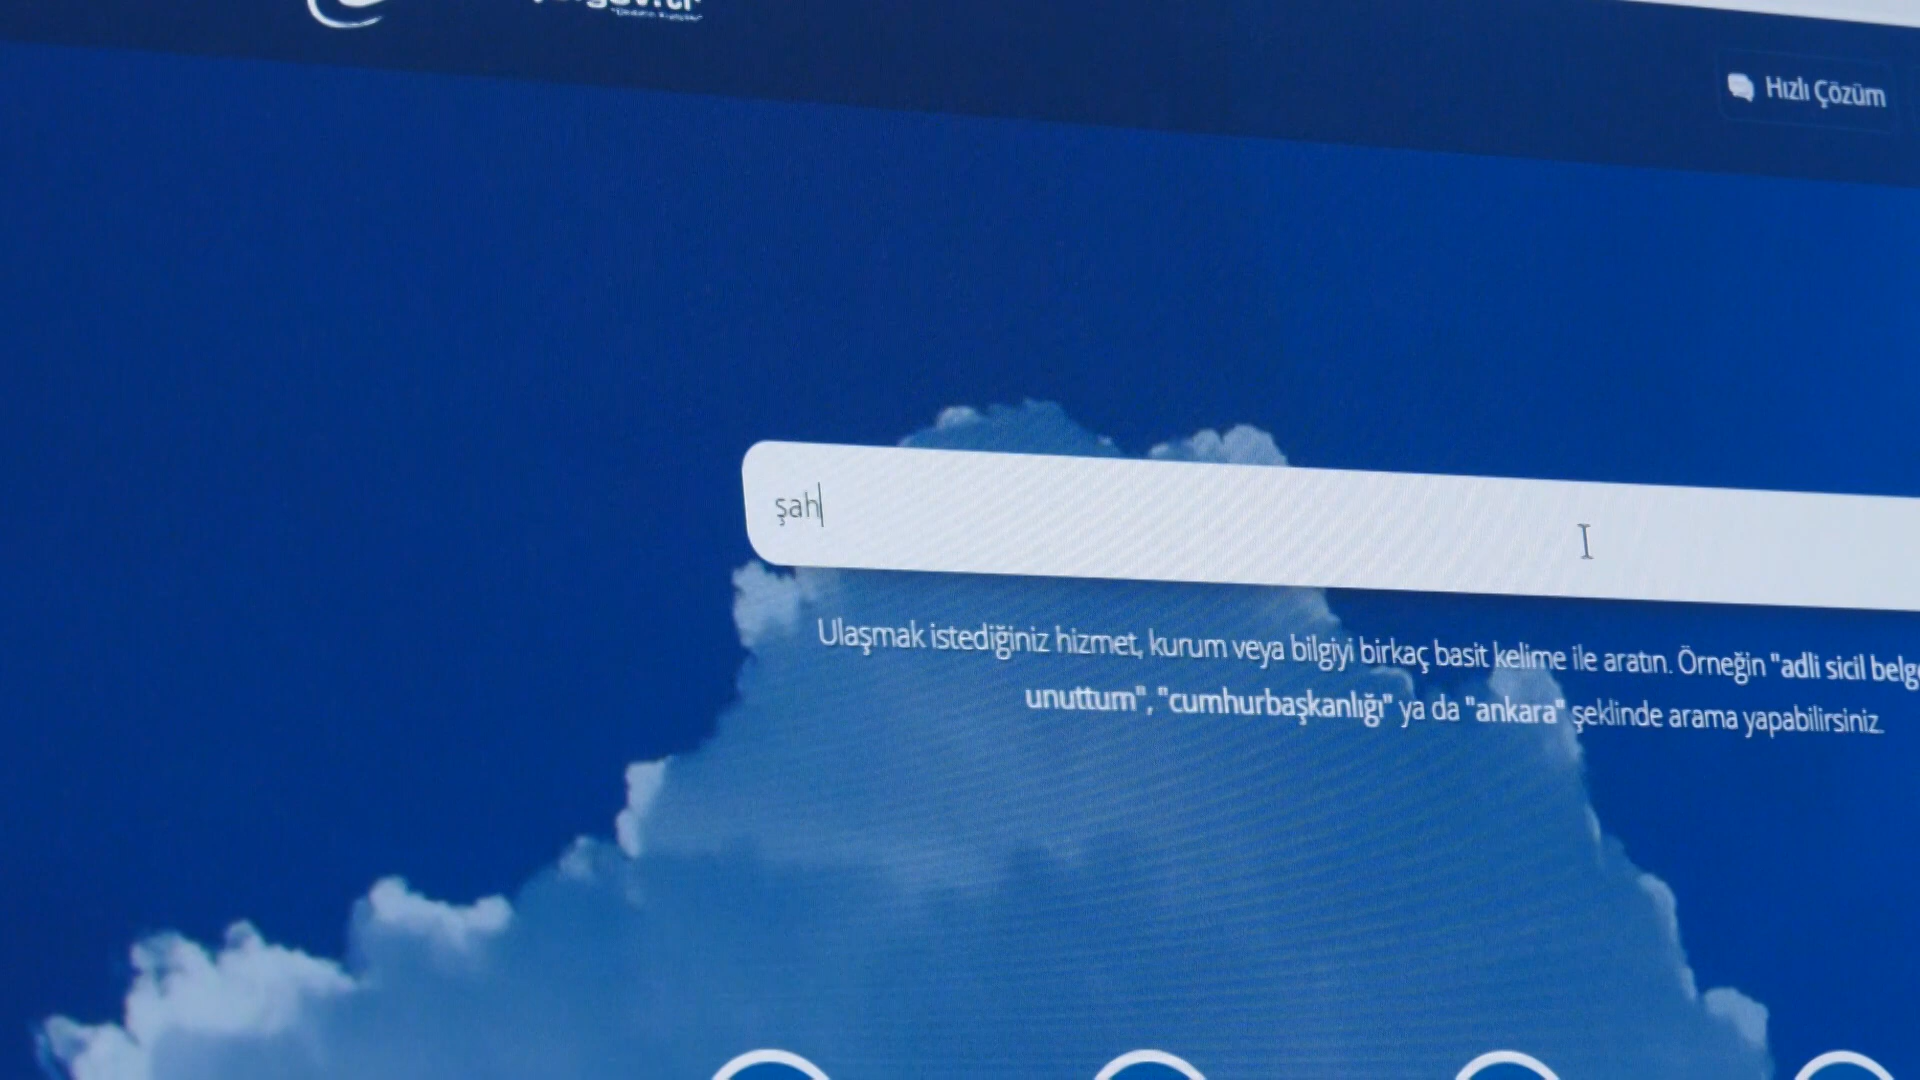 Hızlı Çözüm
şah
Ulaşmak istediğiniz hizmet, kurum veya bilgiyi birkaç basit kelime ile aratın. Örneğin "adli sicil
unuttum", "cumhurbaşkanlığı" ya da "ankara" şeklinde arama yapabilirsiniz.